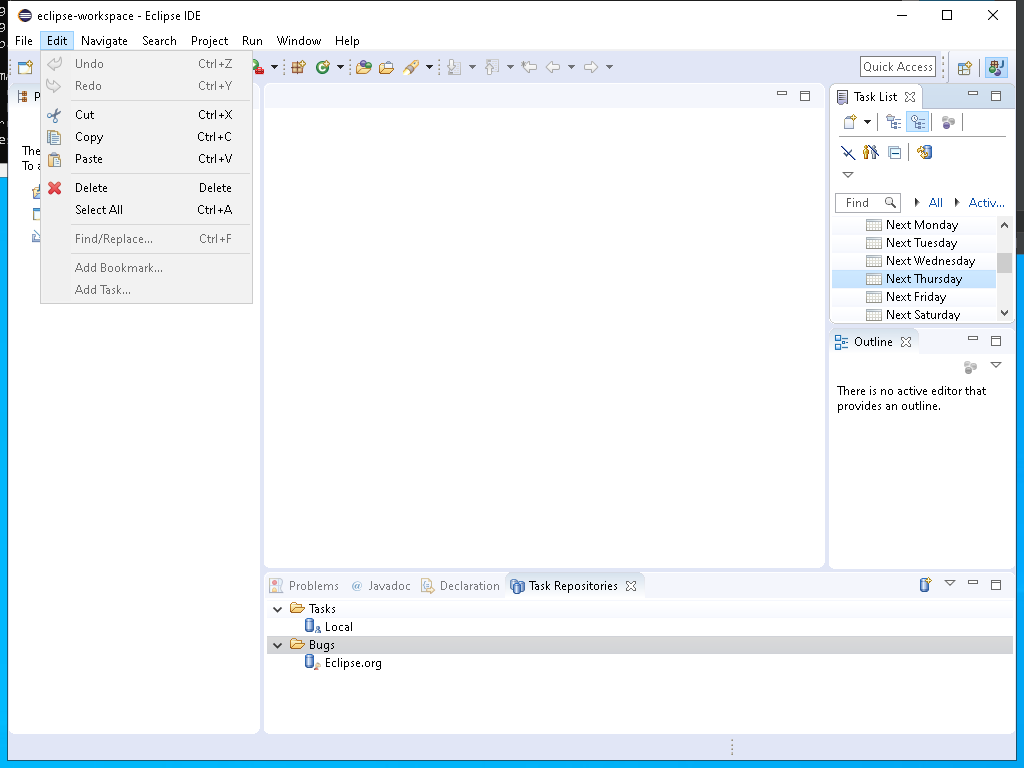 eclipse-workspace - Eclipse IDE
File Edit Navigate Search Project Run Window Help
Undo Ctrl+Z
Redo Ctrl+Y
Cut Ctrl+X
Copy Ctrl+C
Paste Ctrl+V
Delete Delete
Select All Ctrl+A
Find/Replace... Ctrl+F
Add Bookmark...
Add Task...
Quick Access
Task List
Find All Activ...
Next Monday
Next Tuesday
Next Wednesday
Next Thursday
Next Friday
Next Saturday
Outline
There is no active editor that
provides an outline.
Problems Javadoc Declaration Task Repositories
Tasks
Local
Bugs
Eclipse.org